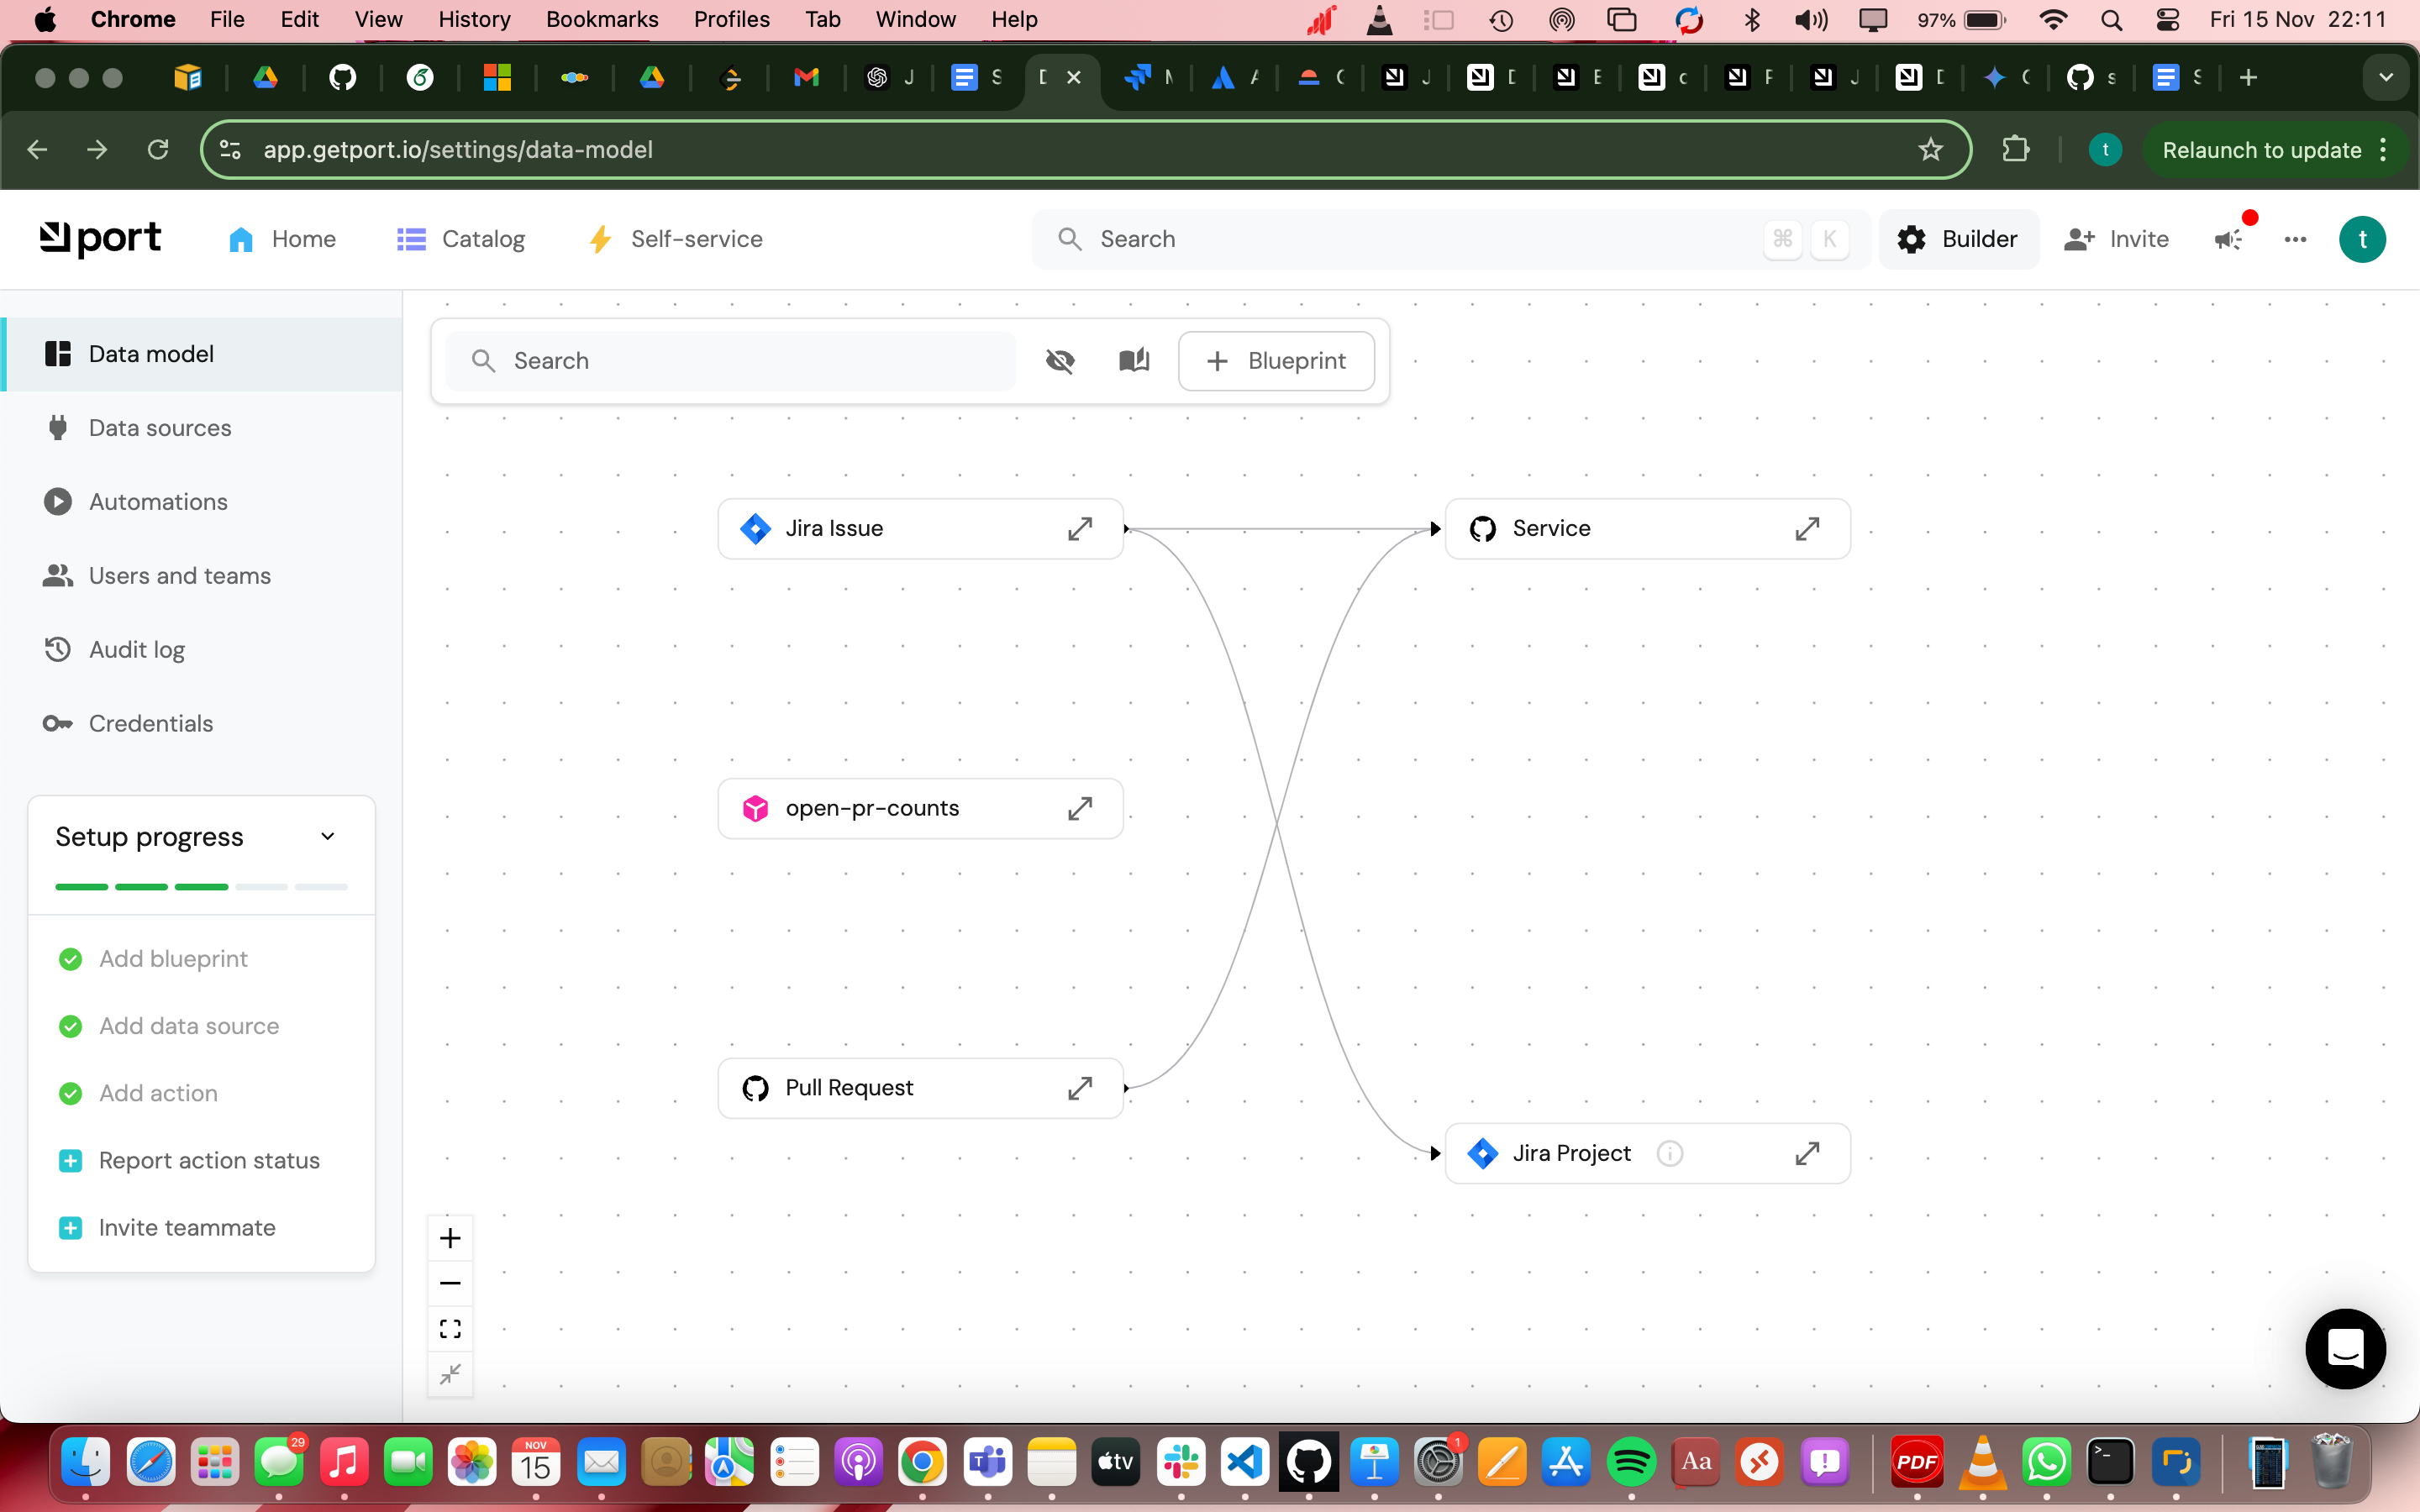 Chrome File Edit View History Bookmarks Profiles Tab Window Help 97% Fri 15 Nov 22:11
J S D M A C J D E c F J D C s S
app.getport.io/settings/data-model
t
Relaunch to update
port
Home
Catalog
Self-service
Search
⌘ K
Builder
Invite
t
Data model
Data sources
Automations
Users and teams
Audit log
Credentials
Setup progress
Add blueprint
Add data source
Add action
Report action status
Invite teammate
Search
Blueprint
Jira Issue
Service
open-pr-counts
Pull Request
Jira Project
29
NOV
15
tv
1
Aa
PDF